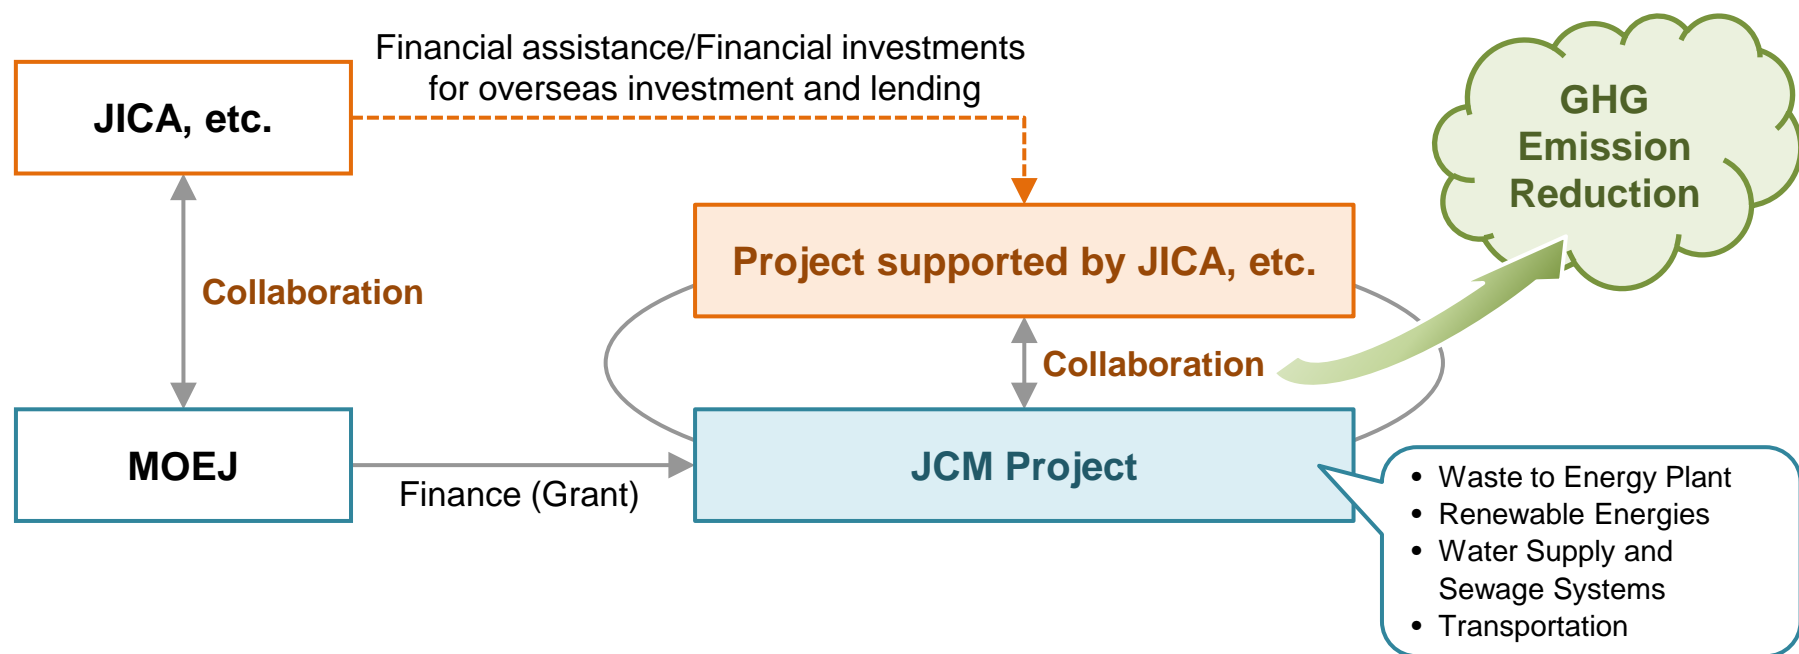 Financial assistance/Financial investments
for overseas investment and lending
JICA, etc.
GHG
Emission
Reduction
Project supported by JICA, etc.
Collaboration
Collaboration
MOEJ
Finance (Grant)
JCM Project
• Waste to Energy Plant
• Renewable Energies
• Water Supply and
Sewage Systems
• Transportation